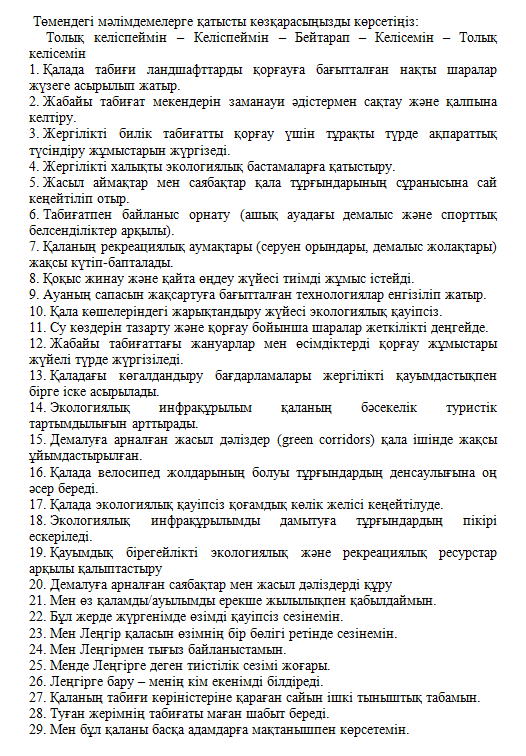 Төмендегі мәлімдемелерге қатысты көзқарасыңызды көрсетіңіз:
Толық келіспеймін – Келіспеймін – Бейтарап – Келісемін – Толық
келісемін
1. Қалада табиғи ландшафттарды қорғауға бағытталған нақты шаралар
жүзеге асырылып жатыр.
2. Жабайы табиғат мекендерін заманауи әдістермен сақтау және қалпына
келтіру.
3. Жергілікті билік табиғатты қорғау үшін тұрақты түрде ақпараттық
түсіндіру жұмыстарын жүргізеді.
4. Жергілікті халықты экологиялық бастамаларға қатыстыру.
5. Жасыл аймақтар мен саябақтар қала тұрғындарының сұранысына сай
кеңейтіліп отыр.
6. Табиғатпен байланыс орнату (ашық ауадағы демалыс және спорттық
белсенділіктер арқылы).
7. Қаланың рекреациялық аумақтары (серуен орындары, демалыс жолақтары)
жақсы күтіп-бапталады.
8. Қоқыс жинау және қайта өңдеу жүйесі тиімді жұмыс істейді.
9. Ауаның сапасын жақсартуға бағытталған технологиялар енгізіліп жатыр.
10. Қала көшелеріндегі жарықтандыру жүйесі экологиялық қауіпсіз.
11. Су көздерін тазарту және қорғау бойынша шаралар жеткілікті деңгейде.
12. Жабайы табиғаттағы жануарлар мен өсімдіктерді қорғау жұмыстары
жүйелі түрде жүргізіледі.
13. Қаладағы көгалдандыру бағдарламалары жергілікті қауымдастықпен
бірге іске асырылады.
14. Экологиялық инфрақұрылым қаланың бәсекелік туристік
тартымдылығын арттырады.
15. Демалуға арналған жасыл дәліздер (green corridors) қала ішінде жақсы
ұйымдастырылған.
16. Қалада велосипед жолдарының болуы тұрғындардың денсаулығына оң
әсер береді.
17. Қалада экологиялық қауіпсіз қоғамдық көлік желісі кеңейтілуде.
18. Экологиялық инфрақұрылымды дамытуға тұрғындардың пікірі
ескеріледі.
19. Қауымдық бірегейлікті экологиялық және рекреациялық ресурстар
арқылы қалыптастыру
20. Демалуға арналған саябақтар мен жасыл дәліздерді құру
21. Мен өз қаламды/ауылымды ерекше жылылықпен қабылдаймын.
22. Бұл жерде жүргенімде өзімді қауіпсіз сезінемін.
23. Мен Леңгір қаласын өзімнің бір бөлігі ретінде сезінемін.
24. Мен Леңгірмен тығыз байланыстамын.
25. Менде Леңгірге деген тиістілік сезімі жоғары.
26. Леңгірге бару – менің кім екенімді білдіреді.
27. Қаланың табиғи көріністеріне қараған сайын ішкі тыныштық табамын.
28. Туған жерімнің табиғаты маған шабыт береді.
29. Мен бұл қаланы басқа адамдарға мақтанышпен көрсетемін.